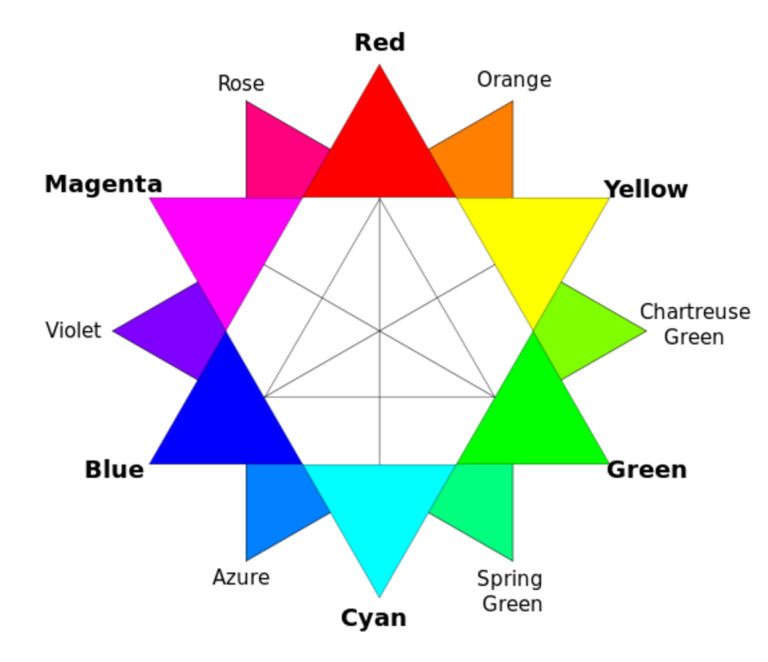 Red
Rose
Orange
Magenta
Yellow
Violet
Chartreuse
Green
Blue
Green
Azure
Spring
Green
Cyan